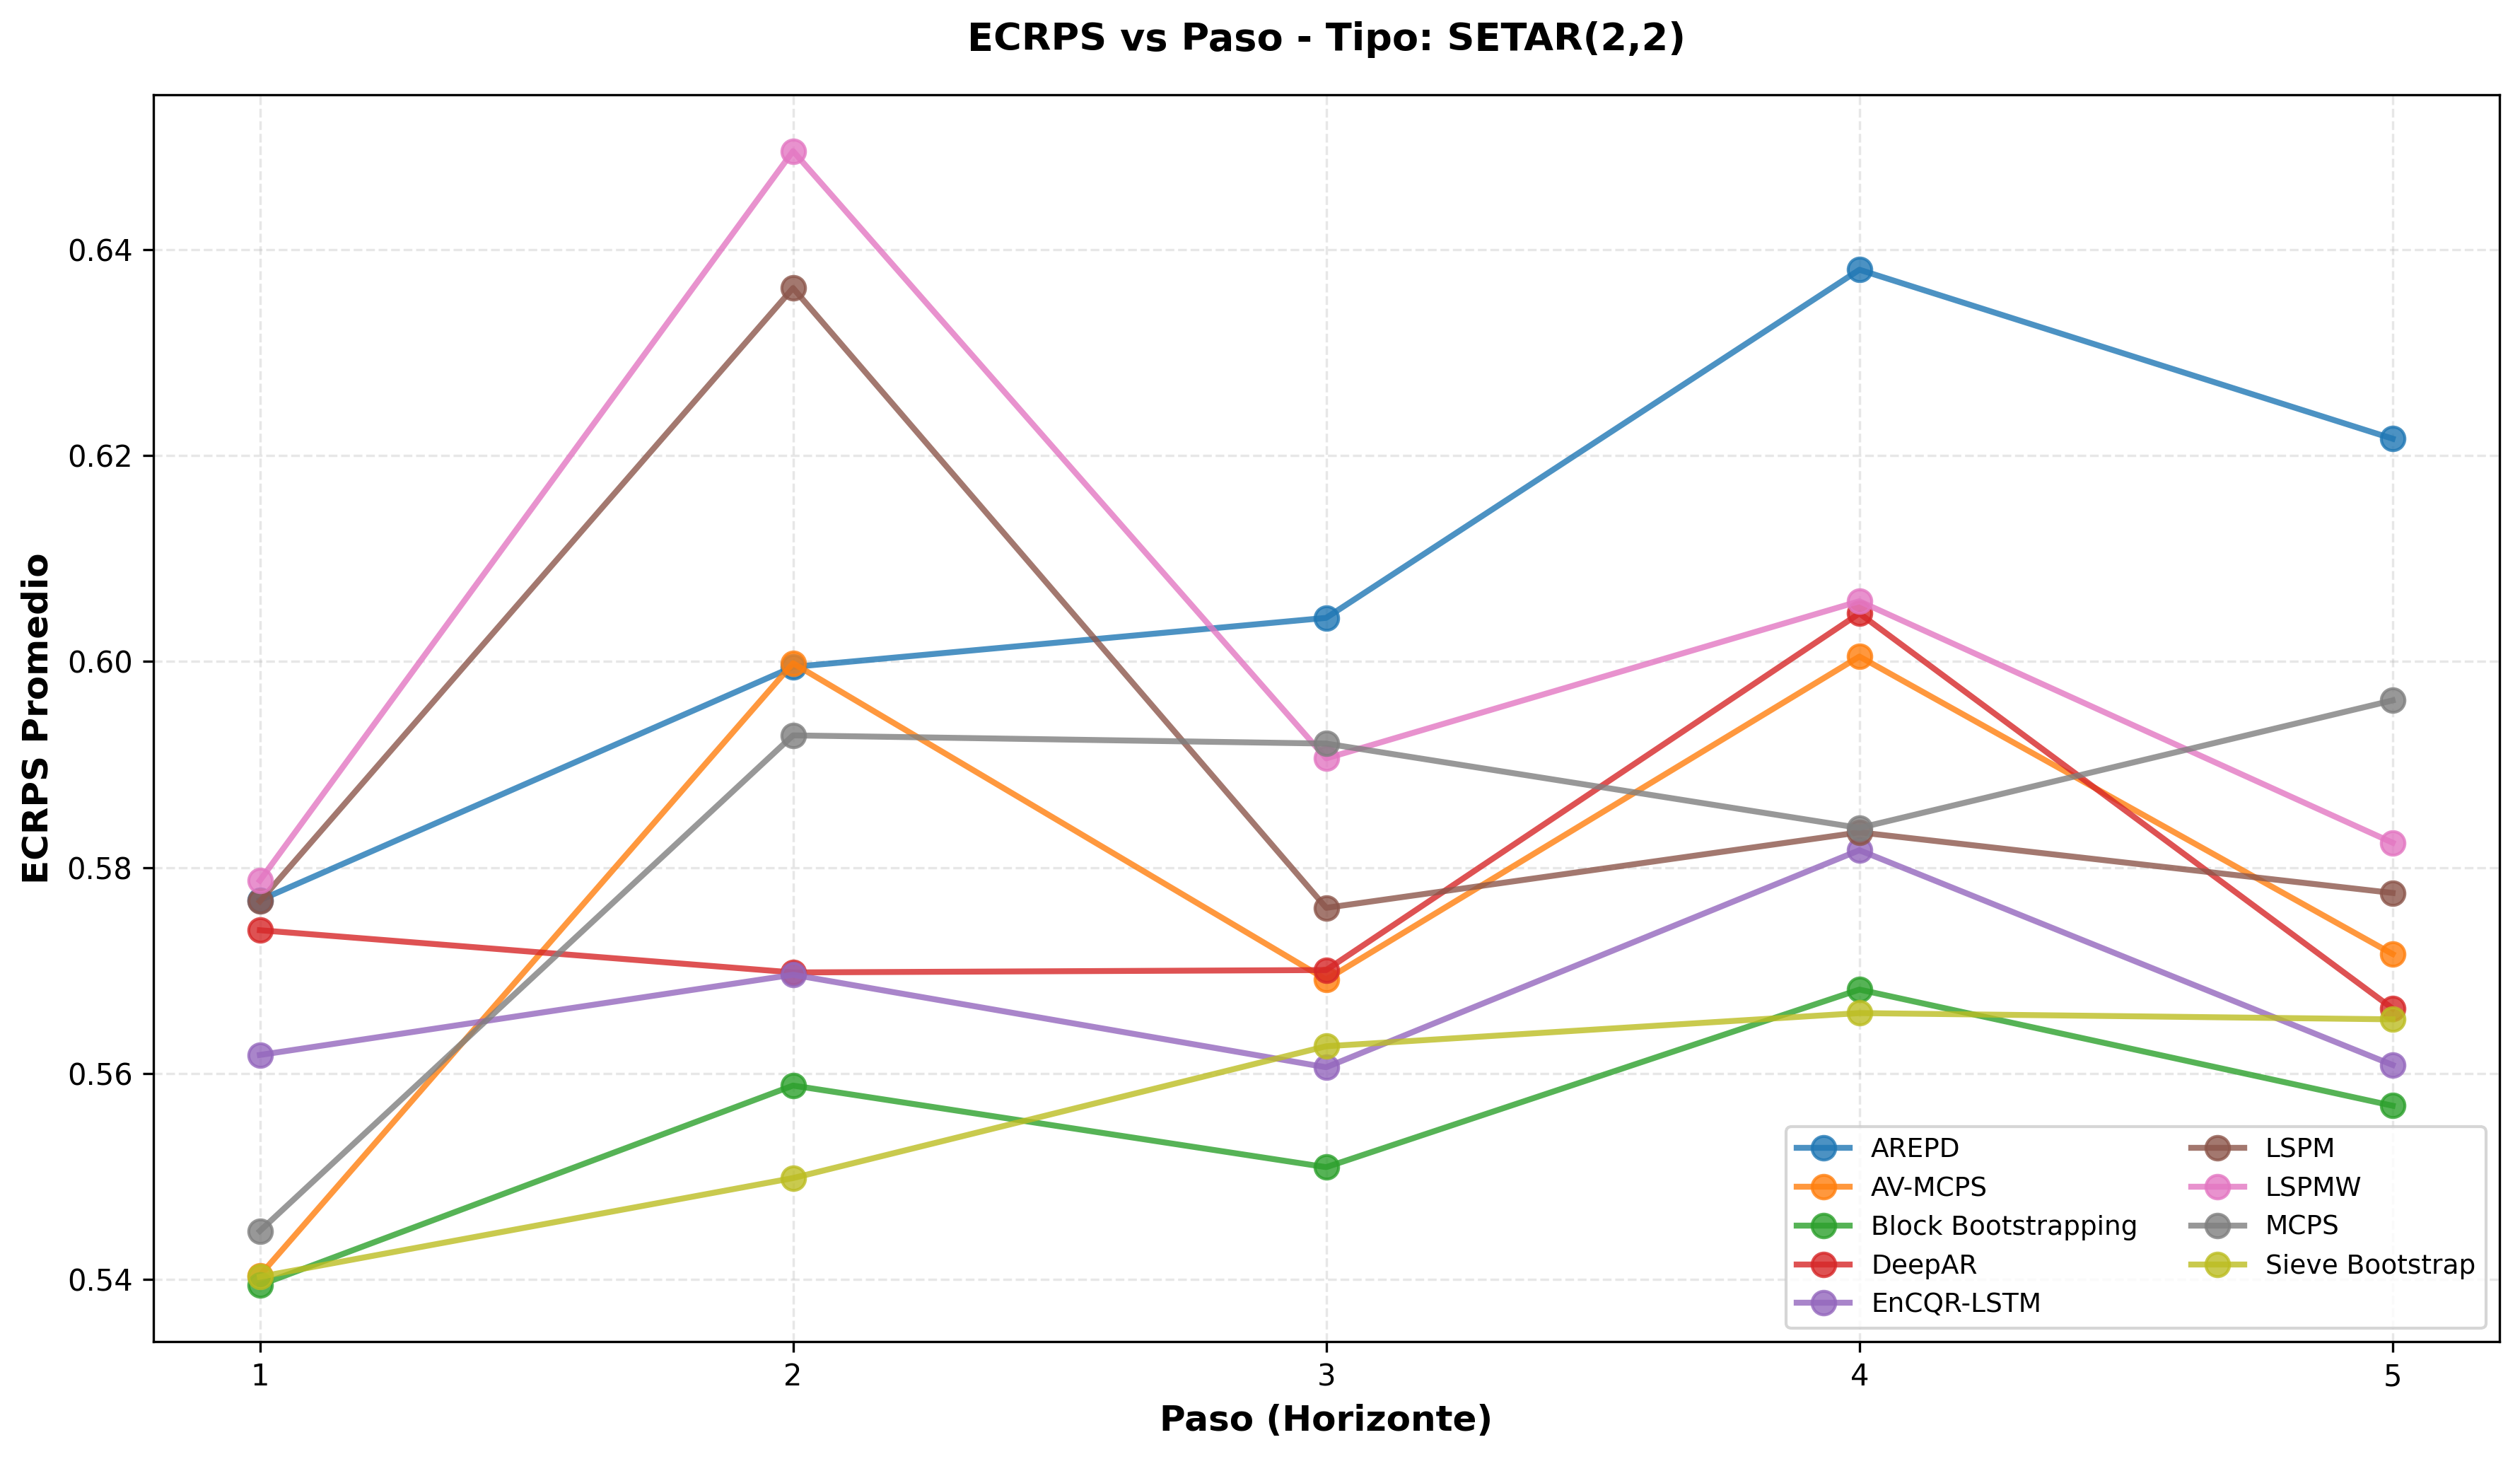 ECRPS vs Paso - Tipo: SETAR(2,2)
ECRPS Promedio
0.64
0.62
0.60
0.58
0.56
0.54
1 2 3 4 5
Paso (Horizonte)
AREPD
AV-MCPS
Block Bootstrapping
DeepAR
EnCQR-LSTM
LSPM
LSPMW
MCPS
Sieve Bootstrap